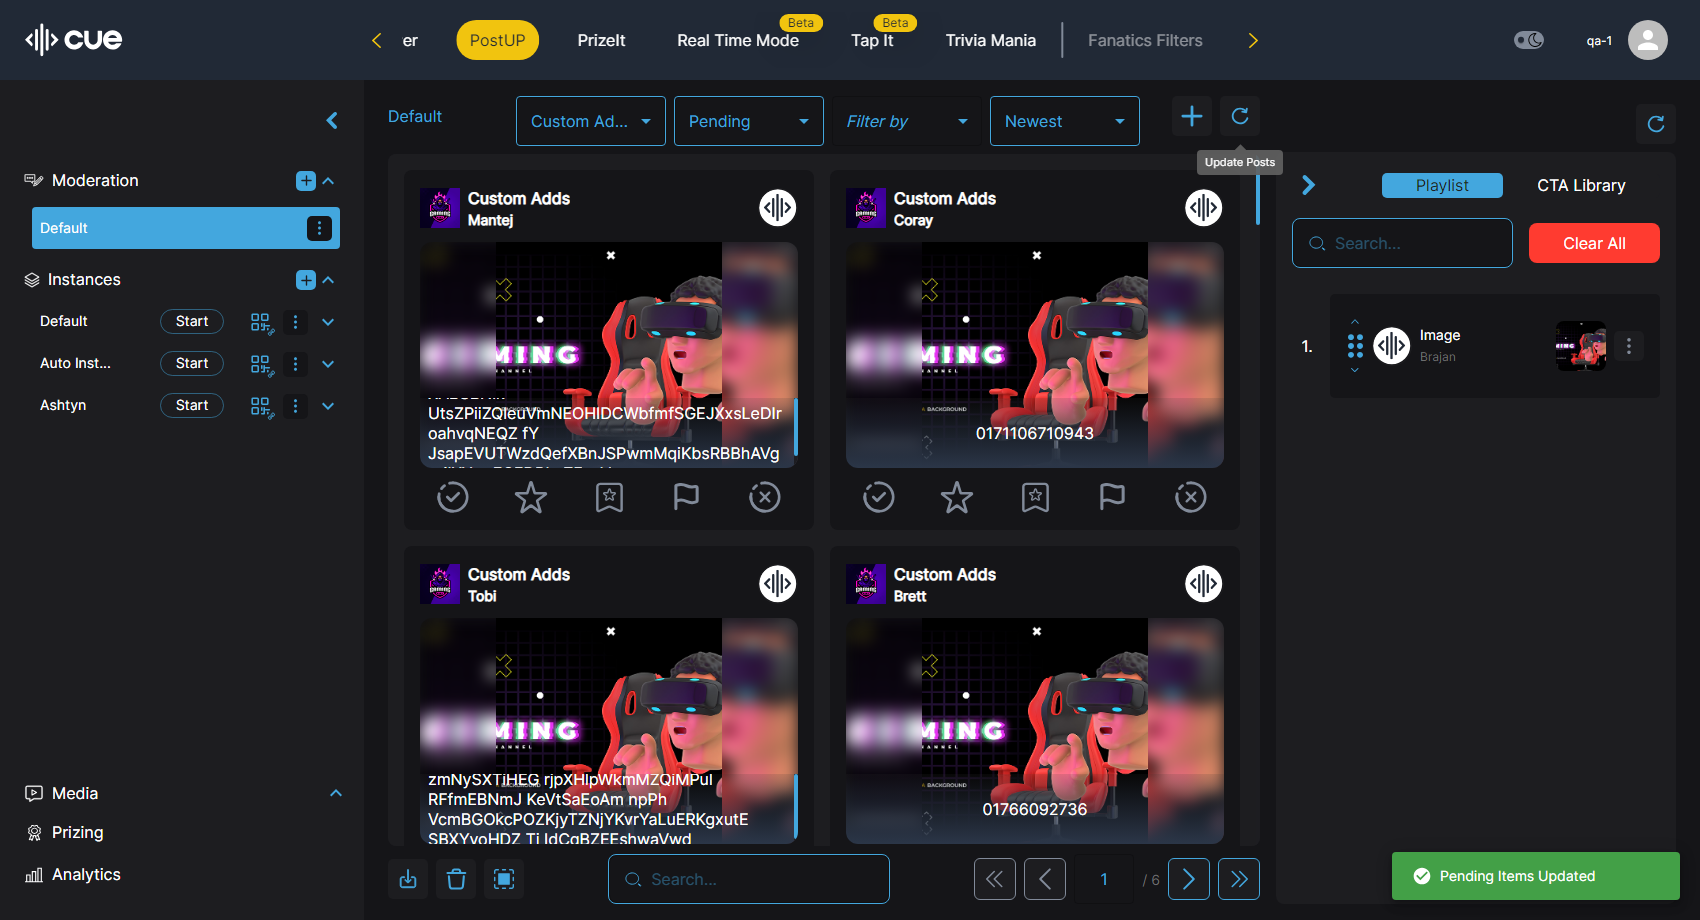 cue
er
PostUP
PrizeIt
Real Time Mode
Beta
Tap It
Beta
Trivia Mania
Fanatics Filters
qa-1
Default
Custom Ad...
Pending
Filter by
Newest
Update Posts
Moderation
Default
Instances
Default
Start
Auto Inst...
Start
Ashtyn
Start
Media
Prizing
Analytics
Custom Adds
Mantej
UtsZPiiZQIeUVmNEOHIDCWbfmfSGEJXxsLeDIr
oahvqNEQZ fY
JsapEVUTWzdQefXBnJSPwmMqiKbsRBBhAVg
Custom Adds
Coray
BACKGROUND
0171106710943
Custom Adds
Tobi
zmNySXTiHEG rjpXHlpWkmMZQiMPul
RFfmEBNmJ KeVtSaEoAm npPh
VcmBGOkcPOZKjyTZNjYKvrYaLuERKgxutE
Custom Adds
Brett
BACKGROUND
01766092736
Search...
1
/ 6
Playlist
CTA Library
Search...
Clear All
1.
Image
Brajan
Pending Items Updated